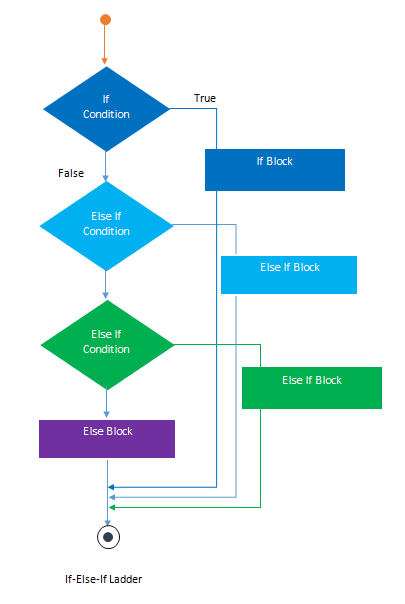 True
If
Condition
If Block
False
Else If
Condition
Else If Block
Else If
Condition
Else If Block
Else Block
If-Else-If Ladder